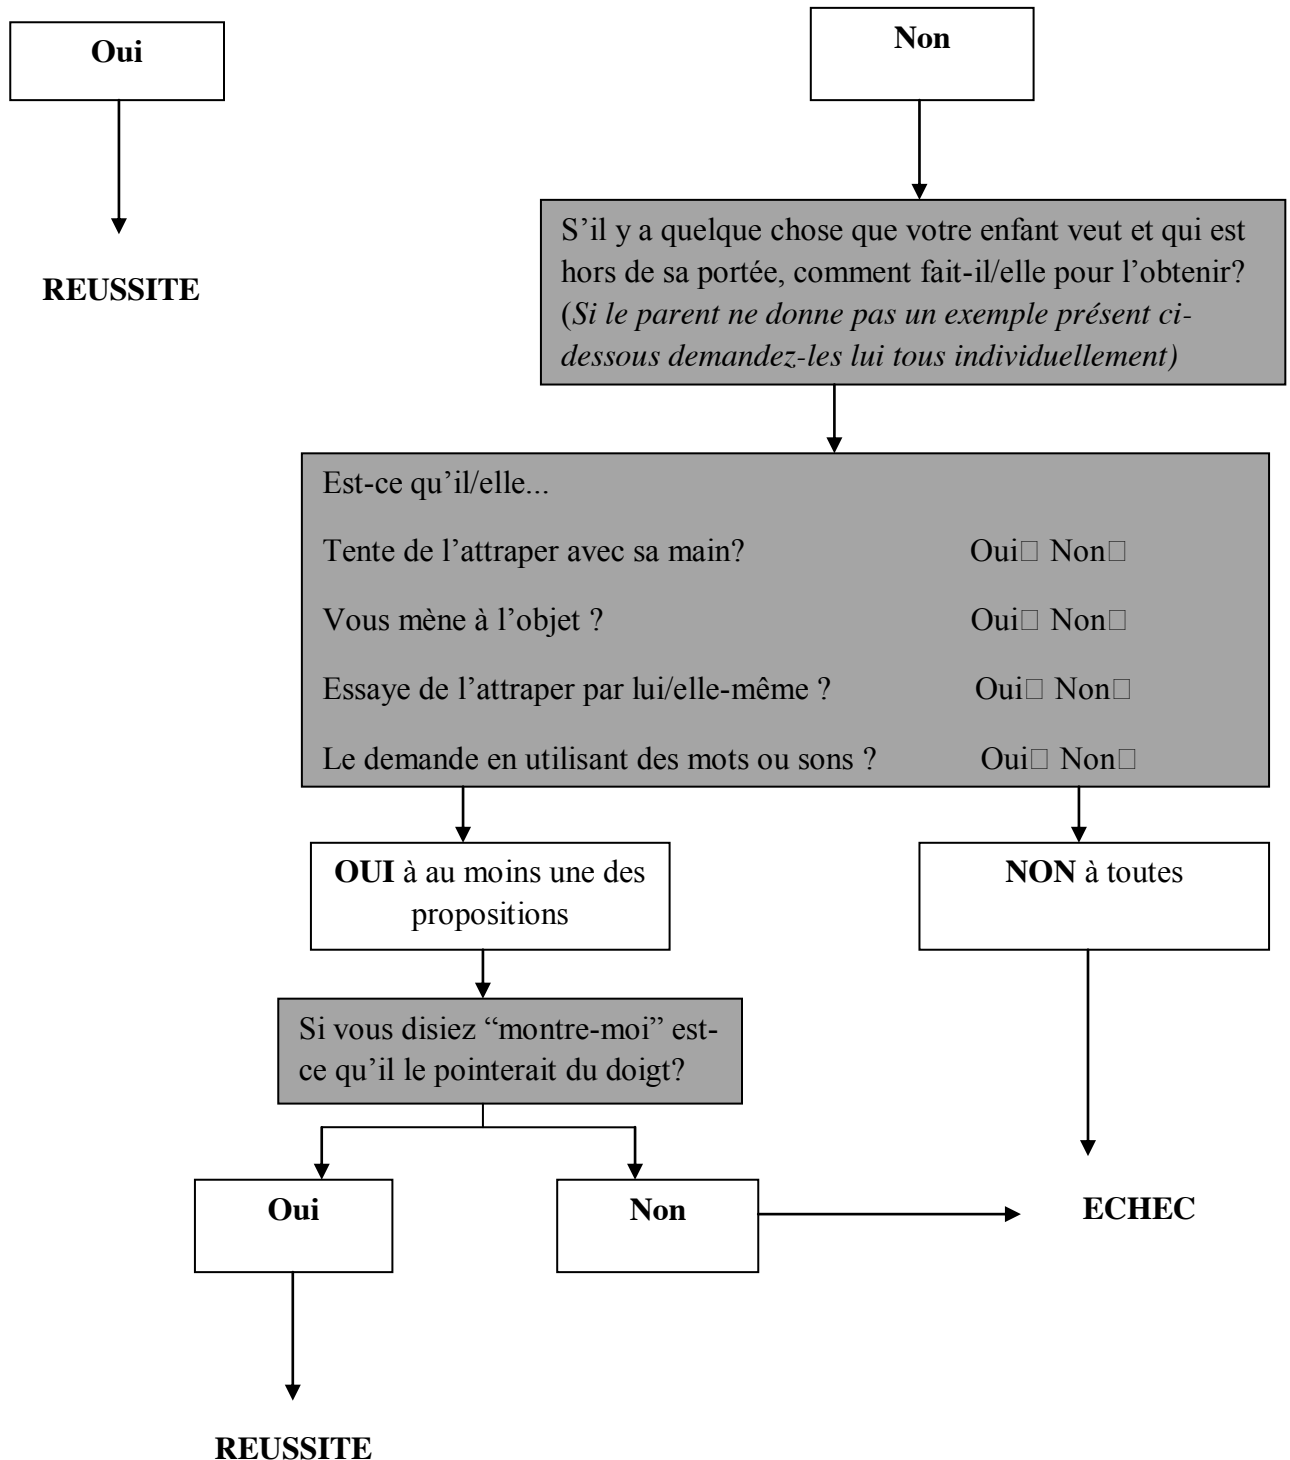 Oui
Non
REUSSITE
S’il y a quelque chose que votre enfant veut et qui est
hors de sa portée, comment fait-il/elle pour l’obtenir?
(Si le parent ne donne pas un exemple présent ci-
dessous demandez-les lui tous individuellement)
Est-ce qu’il/elle...
Tente de l’attraper avec sa main? Oui□ Non□
Vous mène à l’objet ? Oui□ Non□
Essaye de l’attraper par lui/elle-même ? Oui□ Non□
Le demande en utilisant des mots ou sons ? Oui□ Non□
OUI à au moins une des
propositions
NON à toutes
Si vous disiez “montre-moi” est-
ce qu’il le pointerait du doigt?
Oui
Non
ECHEC
REUSSITE